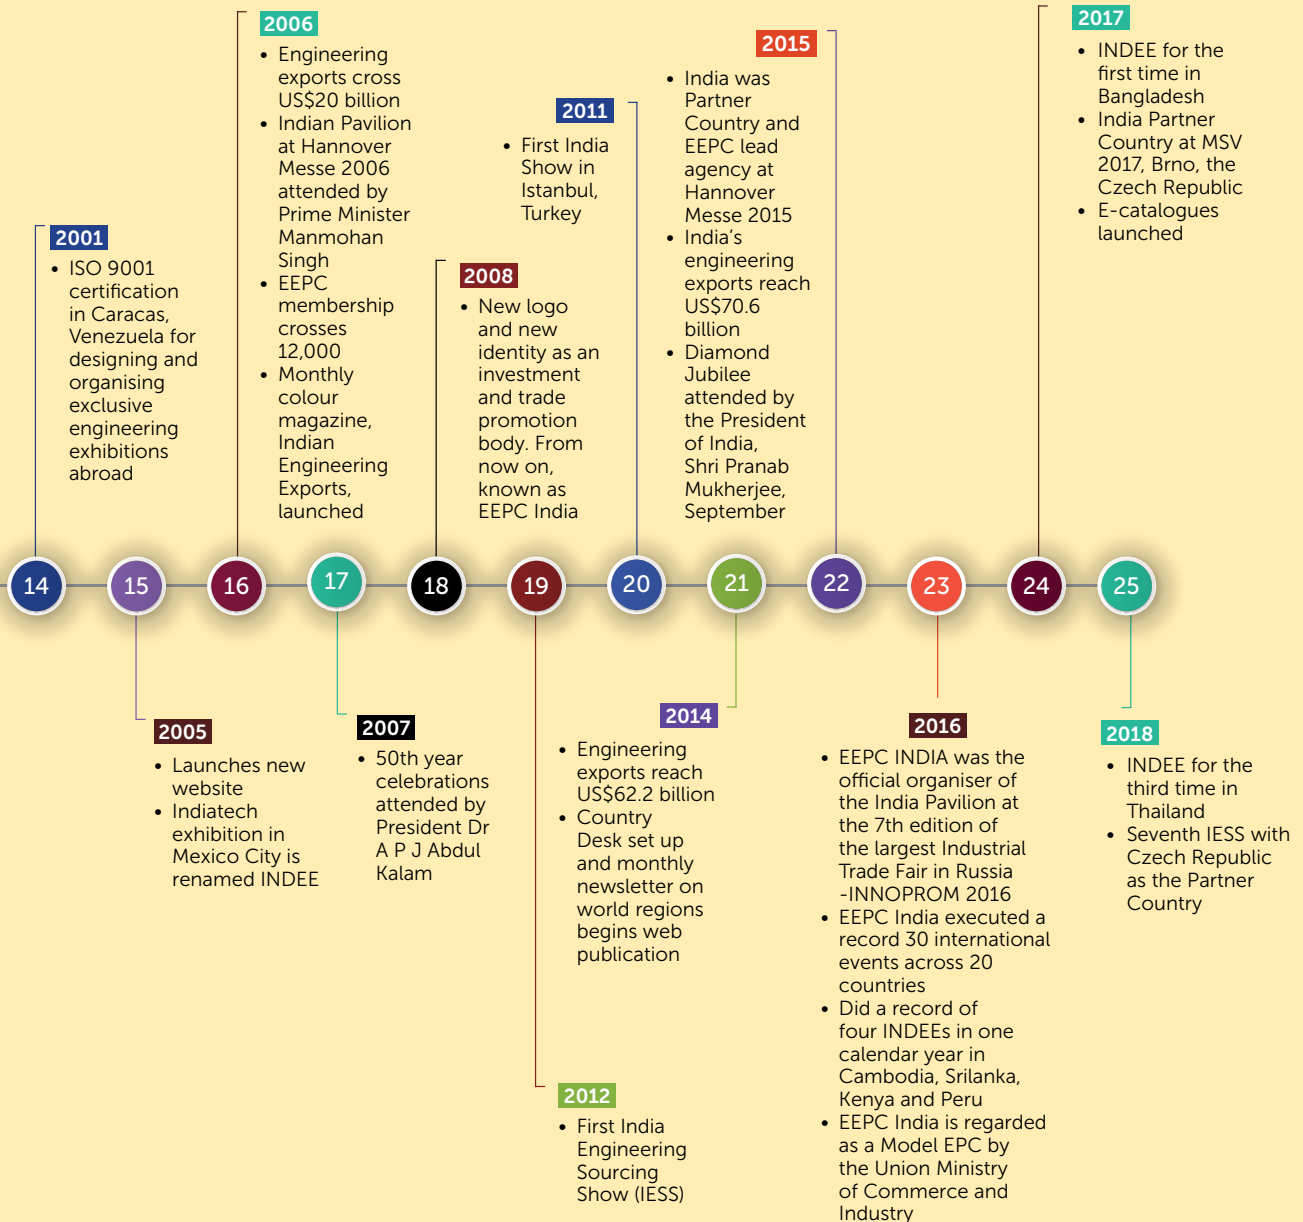 2001
• ISO 9001
certification
in Caracas,
Venezuela for
designing and
organising
exclusive
engineering
exhibitions
abroad
2006
• Engineering
exports cross
US$20 billion
• Indian Pavilion
at Hannover
Messe 2006
attended by
Prime Minister
Manmohan
Singh
• EEPC
membership
crosses
12,000
• Monthly
colour
magazine,
Indian
Engineering
Exports,
launched
2008
• New logo
and new
identity as an
investment
and trade
promotion
body. From
now on,
known as
EEPC India
2011
• First India
Show in
Istanbul,
Turkey
2015
• India was
Partner
Country and
EEPC lead
agency at
Hannover
Messe 2015
• India's
engineering
exports reach
US$70.6
billion
• Diamond
Jubilee
attended by
the President
of India,
Shri Pranab
Mukherjee,
September
2017
• INDEE for the
first time in
Bangladesh
• India Partner
Country at MSV
2017, Brno, the
Czech Republic
• E-catalogues
launched
14 15 16 17 18 19 20 21 22 23 24 25
2005
• Launches new
website
• Indiatech
exhibition in
Mexico City is
renamed INDEE
2007
• 50th year
celebrations
attended by
President Dr
A P J Abdul
Kalam
2012
• First India
Engineering
Sourcing
Show (IESS)
2014
• Engineering
exports reach
US$62.2 billion
• Country
Desk set up
and monthly
newsletter on
world regions
begins web
publication
2016
• EEPC INDIA was the
official organiser of
the India Pavilion at
the 7th edition of
the largest Industrial
Trade Fair in Russia
-INNOPROM 2016
• EEPC India executed a
record 30 international
events across 20
countries
• Did a record of
four INDEEs in one
calendar year in
Cambodia, Srilanka,
Kenya and Peru
• EEPC India is regarded
as a Model EPC by
the Union Ministry
of Commerce and
Industry
2018
• INDEE for the
third time in
Thailand
• Seventh IESS with
Czech Republic
as the Partner
Country